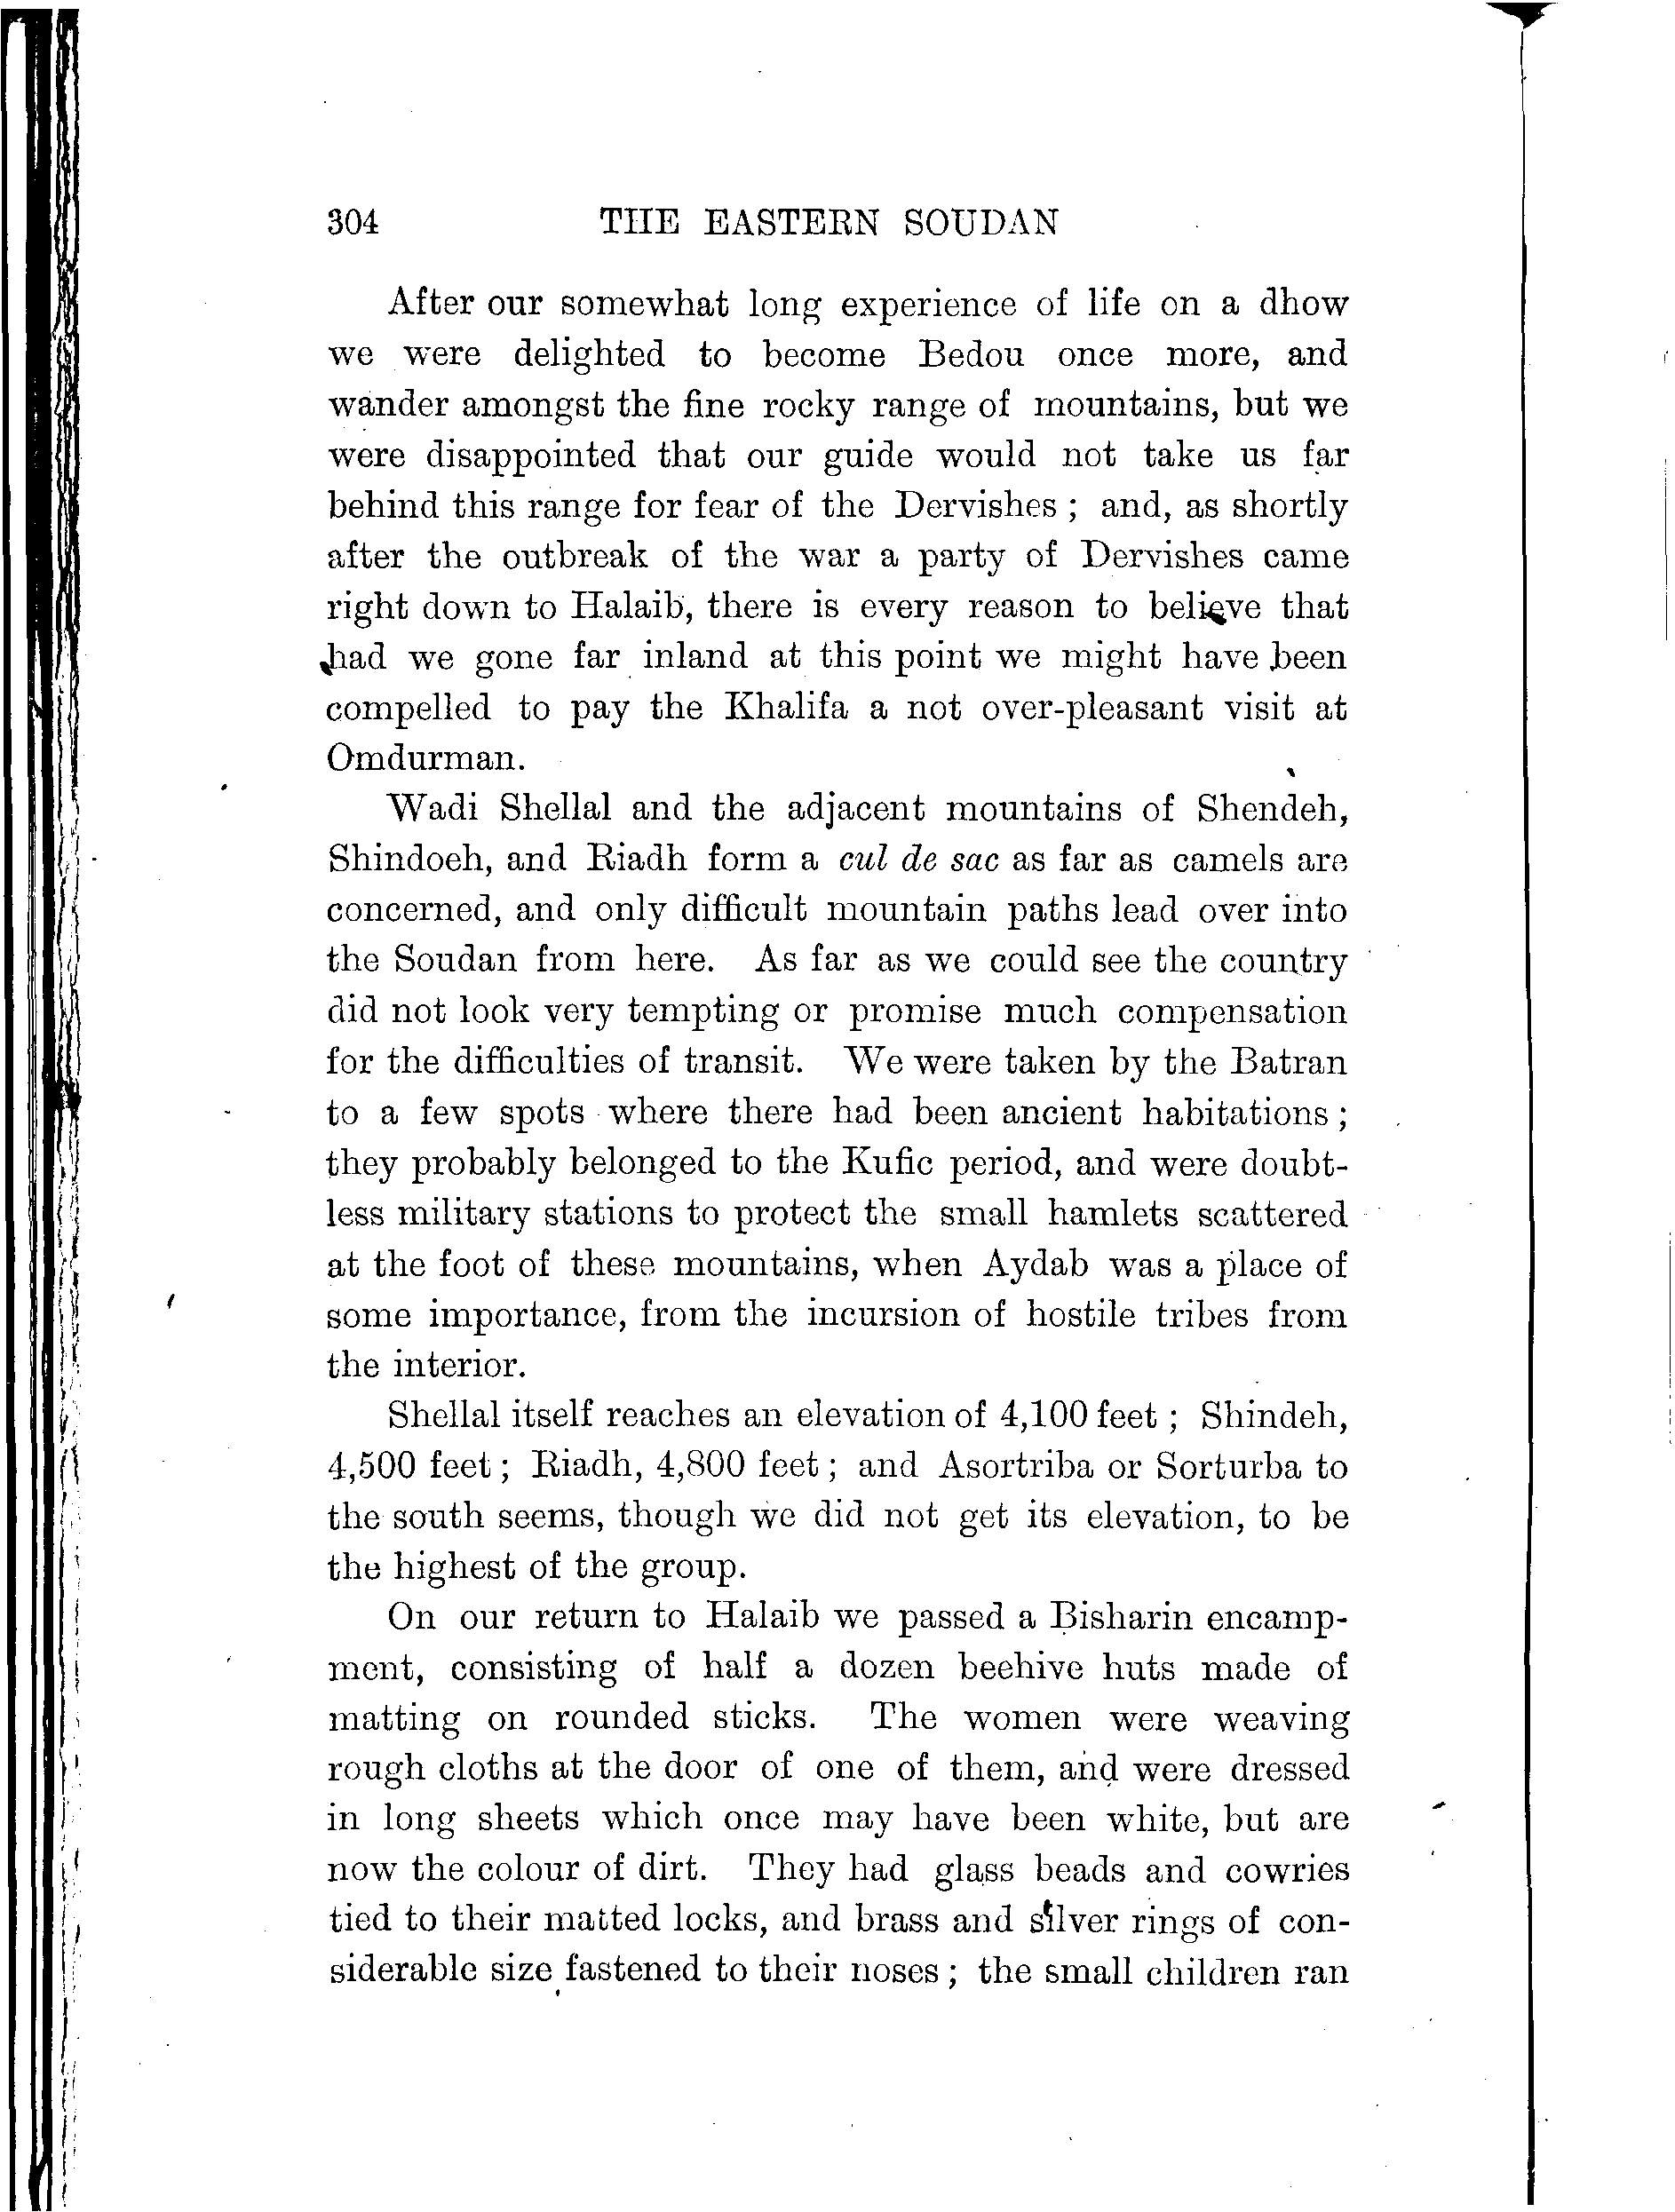 304 THE EASTERN SOUDAN
After our somewhat long experience of life on a dhow
we were delighted to become Bedou once more, and
wander amongst the fine rocky range of mountains, but we
were disappointed that our guide would not take us far
behind this range for fear of the Dervishes ; and, as shortly
after the outbreak of the war a party of Dervishes came
right down to Halaib, there is every reason to believe that
had we gone far inland at this point we might have been
compelled to pay the Khalifa a not over-pleasant visit at
Omdurman.
Wadi Shellal and the adjacent mountains of Shendeh,
Shindoeh, and Riadh form a cul de sac as far as camels are
concerned, and only difficult mountain paths lead over into
the Soudan from here. As far as we could see the country
did not look very tempting or promise much compensation
for the difficulties of transit. We were taken by the Batran
to a few spots where there had been ancient habitations ;
they probably belonged to the Kufic period, and were doubt-
less military stations to protect the small hamlets scattered
at the foot of these mountains, when Aydab was a place of
some importance, from the incursion of hostile tribes from
the interior.
Shellal itself reaches an elevation of 4,100 feet ; Shindeh,
4,500 feet ; Riadh, 4,800 feet ; and Asortriba or Sorturba to
the south seems, though we did not get its elevation, to be
the highest of the group.
On our return to Halaib we passed a Bisharin encamp-
ment, consisting of half a dozen beehive huts made of
matting on rounded sticks. The women were weaving
rough cloths at the door of one of them, and were dressed
in long sheets which once may have been white, but are
now the colour of dirt. They had glass beads and cowries
tied to their matted locks, and brass and silver rings of con-
siderable size fastened to their noses ; the small children ran